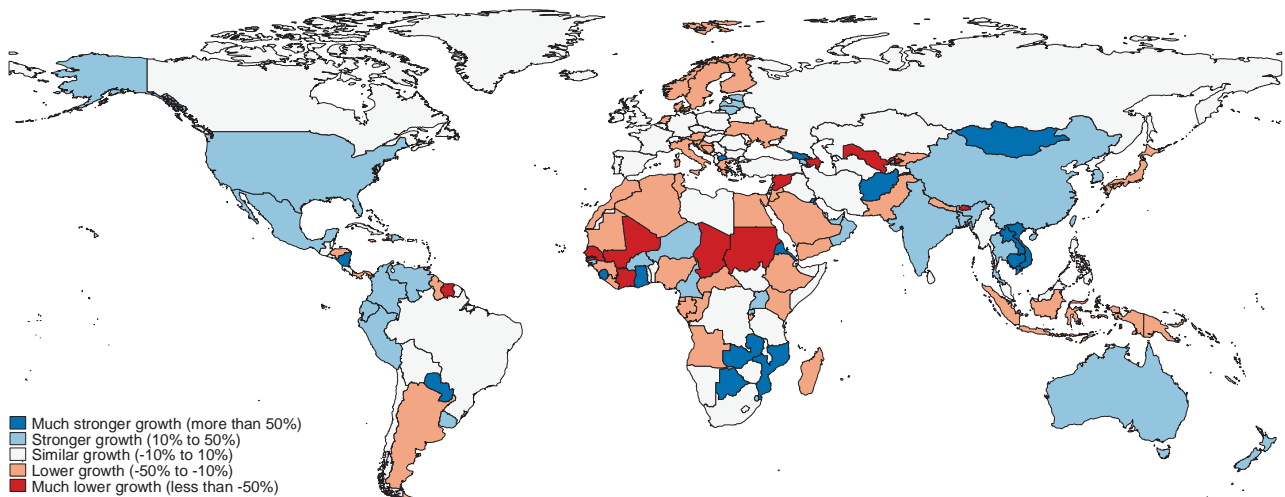 Much stronger growth (more than 50%)
Stronger growth (10% to 50%)
Similar growth (-10% to 10%)
Lower growth (-50% to -10%)
Much lower growth (less than -50%)